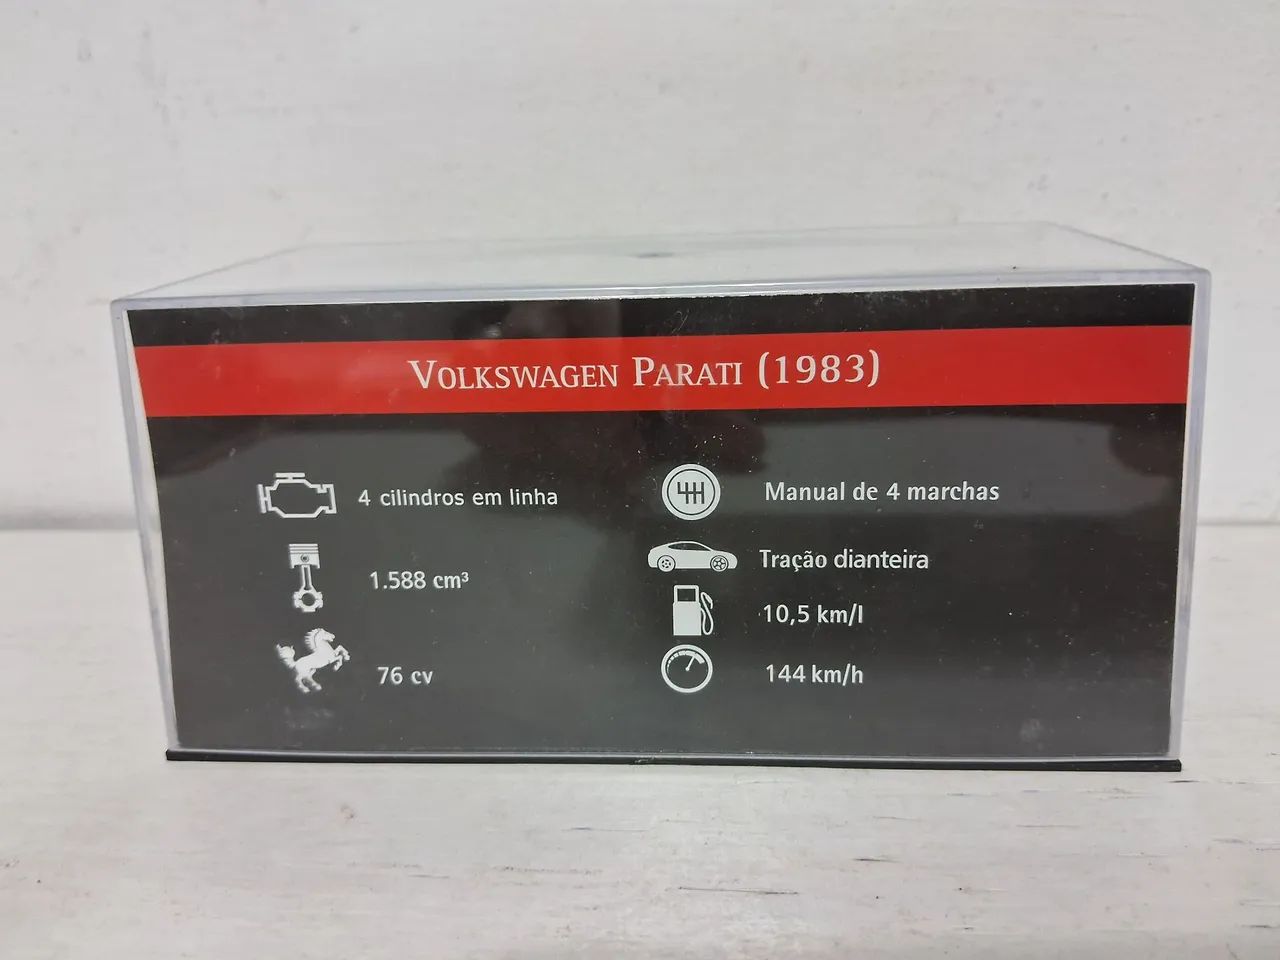 Volkswagen Parati (1983)
4 cilindros em linha
1.588 cm³
76 cv
Manual de 4 marchas
Tração dianteira
10,5 km/l
144 km/h